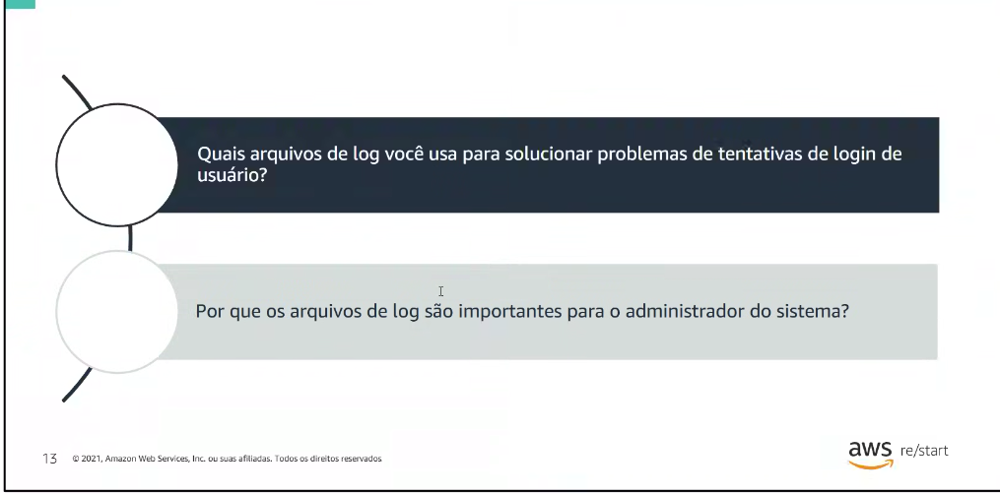 Quais arquivos de log você usa para solucionar problemas de tentativas de login de
usuário?
Por que os arquivos de log são importantes para o administrador do sistema?
13 © 2021, Amazon Web Services, Inc. ou suas afiliadas. Todos os direitos reservados
aws re/start